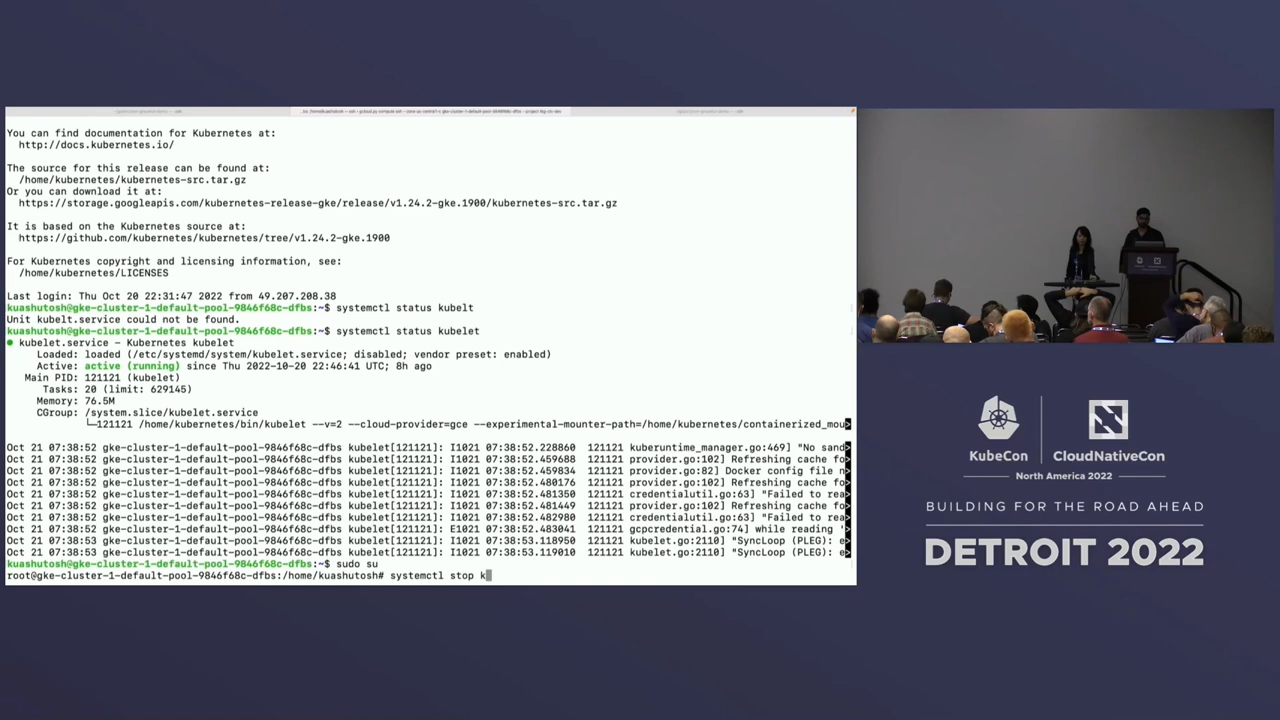 You can find documentation for Kubernetes at:
http://docs.kubernetes.io/
The source for this release can be found at:
/home/kubernetes/kubernetes-src.tar.gz
Or you can download it at:
https://storage.googleapis.com/kubernetes-release-gke/release/v1.24.2-gke.1900/kubernetes-src.tar.gz
It is based on the Kubernetes source at:
https://github.com/kubernetes/kubernetes/tree/v1.24.2-gke.1900
For Kubernetes copyright and licensing information, see:
/home/kubernetes/LICENSES
Last login: Thu Oct 20 22:31:47 2022 from 49.207.208.38
kuashutosh@gke-cluster-1-default-pool-9846f68c-dfbs:~$ systemctl status kubelt
Unit kubelt.service could not be found.
kuashutosh@gke-cluster-1-default-pool-9846f68c-dfbs:~$ systemctl status kubelet
● kubelet.service - Kubernetes kubelet
Loaded: loaded (/etc/systemd/system/kubelet.service; disabled; vendor preset: enabled)
Active: active (running) since Thu 2022-10-20 22:46:41 UTC; 8h ago
Main PID: 121121 (kubelet)
Tasks: 20 (limit: 629145)
Memory: 76.5M
CGroup: /system.slice/kubelet.service
└─121121 /home/kubernetes/bin/kubelet --v=2 --cloud-provider=gce --experimental-mounter-path=/home/kubernetes/containerized_mou>
Oct 21 07:38:52 gke-cluster-1-default-pool-9846f68c-dfbs kubelet[121121]: I1021 07:38:52.228860 121121 kuberuntime_manager.go:469] "No sand>
Oct 21 07:38:52 gke-cluster-1-default-pool-9846f68c-dfbs kubelet[121121]: I1021 07:38:52.459688 121121 provider.go:102] Refreshing cache fo>
Oct 21 07:38:52 gke-cluster-1-default-pool-9846f68c-dfbs kubelet[121121]: I1021 07:38:52.459834 121121 provider.go:82] Docker config file n>
Oct 21 07:38:52 gke-cluster-1-default-pool-9846f68c-dfbs kubelet[121121]: I1021 07:38:52.480176 121121 provider.go:102] Refreshing cache fo>
Oct 21 07:38:52 gke-cluster-1-default-pool-9846f68c-dfbs kubelet[121121]: I1021 07:38:52.481350 121121 credentialutil.go:63] "Failed to rea>
Oct 21 07:38:52 gke-cluster-1-default-pool-9846f68c-dfbs kubelet[121121]: I1021 07:38:52.481449 121121 provider.go:102] Refreshing cache fo>
Oct 21 07:38:52 gke-cluster-1-default-pool-9846f68c-dfbs kubelet[121121]: I1021 07:38:52.482980 121121 credentialutil.go:63] "Failed to rea>
Oct 21 07:38:52 gke-cluster-1-default-pool-9846f68c-dfbs kubelet[121121]: E1021 07:38:52.483041 121121 gcpcredential.go:74] while reading '>
Oct 21 07:38:53 gke-cluster-1-default-pool-9846f68c-dfbs kubelet[121121]: I1021 07:38:53.118950 121121 kubelet.go:2110] "SyncLoop (PLEG): e>
Oct 21 07:38:53 gke-cluster-1-default-pool-9846f68c-dfbs kubelet[121121]: I1021 07:38:53.119010 121121 kubelet.go:2110] "SyncLoop (PLEG): e>
kuashutosh@gke-cluster-1-default-pool-9846f68c-dfbs:~$ sudo su
root@gke-cluster-1-default-pool-9846f68c-dfbs:/home/kuashutosh# systemctl stop k
KubeCon
CloudNativeCon
North America 2022
BUILDING FOR THE ROAD AHEAD
DETROIT 2022